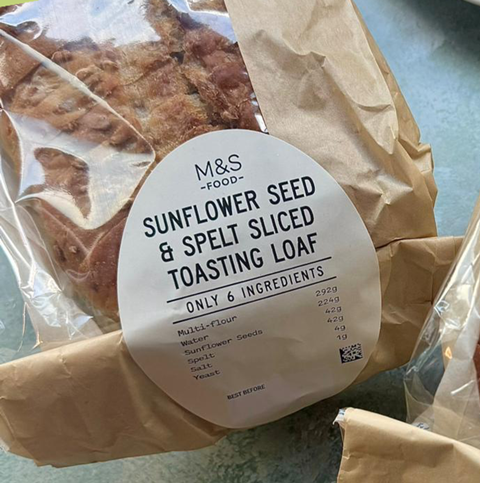 M&S
-FOOD-
SUNFLOWER SEED
& SPELT SLICED
TOASTING LOAF
ONLY 6 INGREDIENTS
Multi-flour 292g
Water 224g
Sunflower Seeds 42g
Spelt 42g
Salt 4g
Yeast 1g
BEST BEFORE